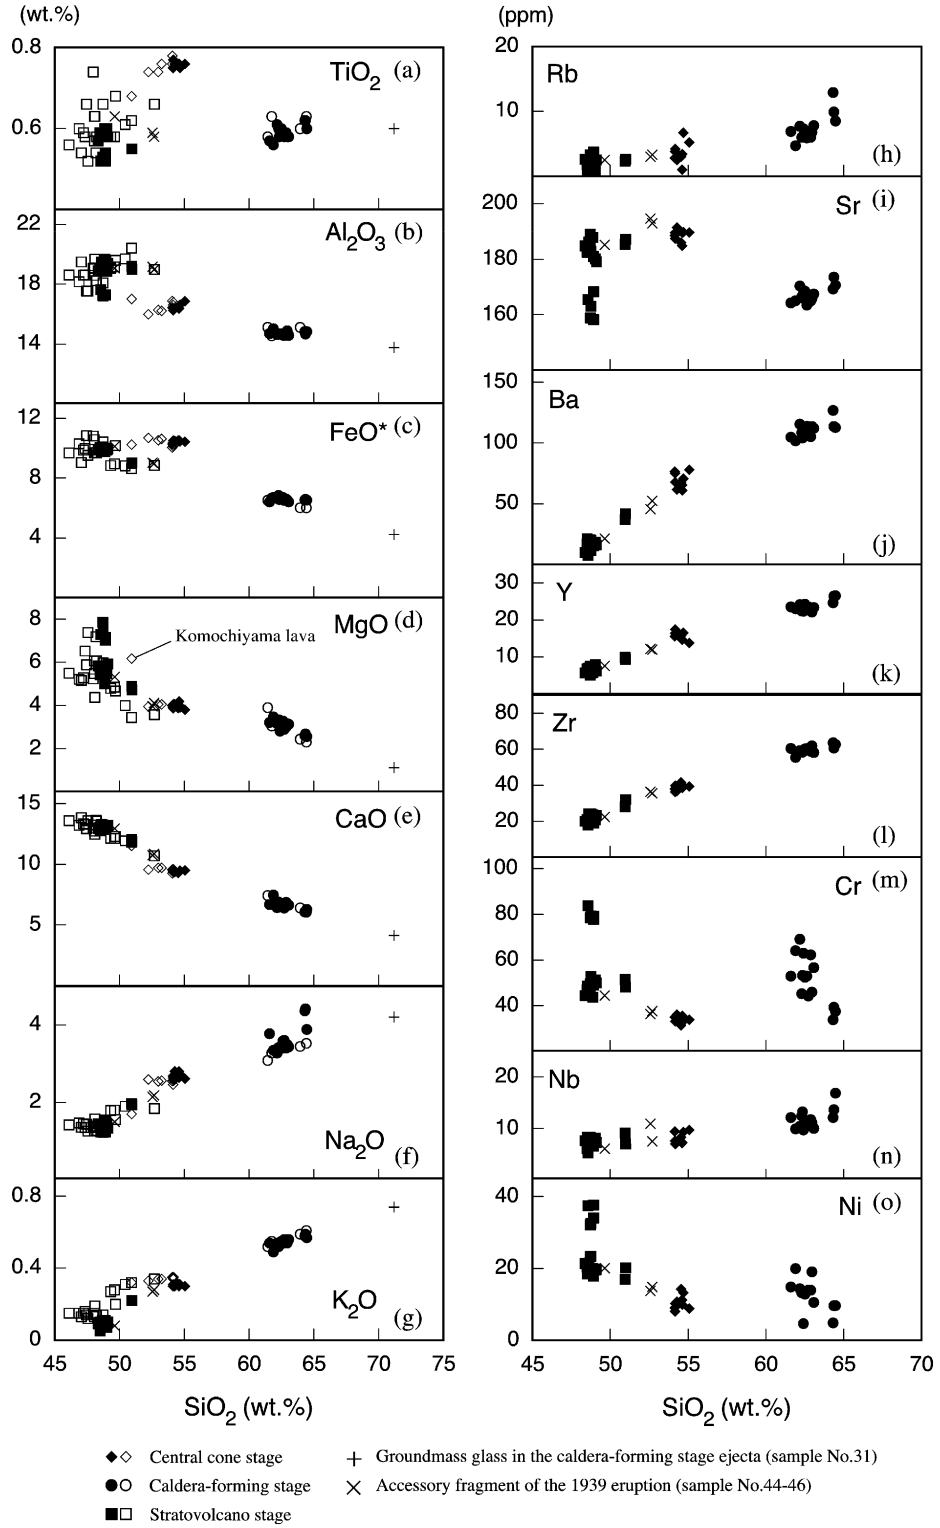 (wt.%)
0.8
0.6
TiO2 (a)
22
18
14
Al2O3 (b)
12
8
4
FeO* (c)
8
6
4
2
MgO (d)
Komochiyama lava
15
10
5
CaO (e)
4
2
Na2O (f)
0.8
0.4
0
K2O (g)
45 50 55 60 65 70 75
SiO2 (wt.%)
(ppm)
20
10
Rb
(h)
200
180
160
Sr (i)
150
100
50
Ba
(j)
30
20
10
Y
(k)
80
60
40
20
Zr
(l)
100
80
60
40
Cr (m)
20
10
Nb
(n)
40
20
0
Ni (o)
45 50 55 60 65 70
SiO2 (wt.%)
◆◇ Central cone stage
●○ Caldera-forming stage
■□ Stratovolcano stage
+ Groundmass glass in the caldera-forming stage ejecta (sample No.31)
× Accessory fragment of the 1939 eruption (sample No.44-46)